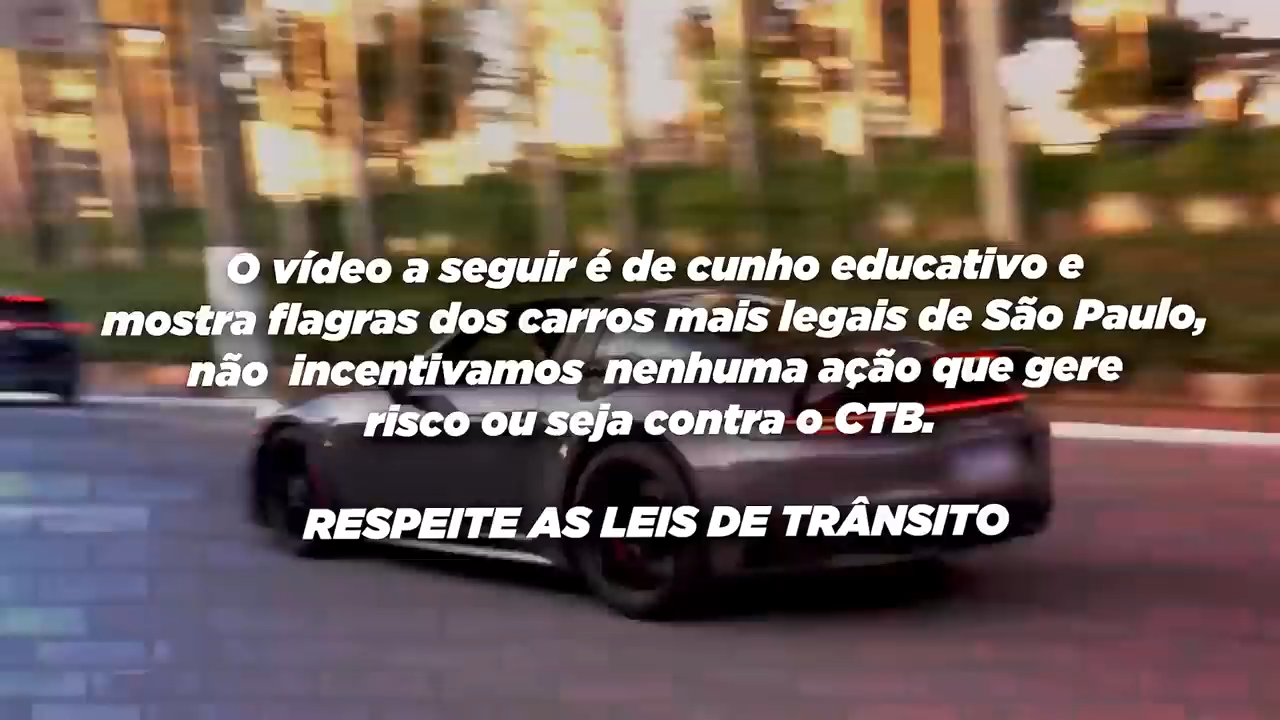 O vídeo a seguir é de cunho educativo e
mostra flagras dos carros mais legais de São Paulo,
não incentivamos nenhuma ação que gere
risco ou seja contra o CTB.
RESPEITE AS LEIS DE TRÂNSITO